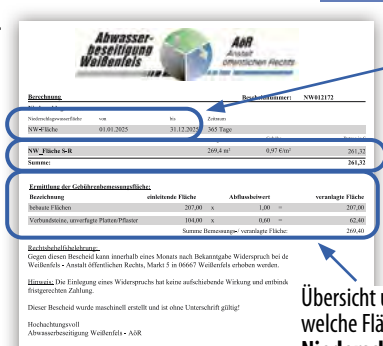 Abwasser-
beseitigung
Weißenfels
AöR
Anstalt
öffentlichen Rechts
Berechnung Bescheidnummer: NW012172
Niederschlagswasserfläche von bis Zeitraum
NW-Fläche 01.01.2025 31.12.2025 365 Tage
NW_Fläche S-R 269,4 m² 0,97 €/m² 261,32
Summe: 261,32
Ermittlung der Gebührenbemessungsfläche:
Bezeichnung einleitende Fläche Abflussbeiwert veranlagte Fläche
bebaute Flächen 207,00 x 1,00 = 207,00
Verbundsteine, unverfugte Platten/Pflaster 104,00 x 0,60 = 62,40
Summe Bemessungs-/ veranlagte Fläche: 269,40
Rechtsbehelfsbelehrung:
Gegen diesen Bescheid kann innerhalb eines Monats nach Bekanntgabe Widerspruch bei de
Weißenfels - Anstalt öffentlichen Rechts, Markt 5 in 06667 Weißenfels erhoben werden.
Hinweis: Die Einlegung eines Widerspruchs hat keine aufschiebende Wirkung und entbinde
fristgerechten Zahlung.
Dieser Bescheid wurde maschinell erstellt und ist ohne Unterschrift gültig!
Hochachtungsvoll
Abwasserbeseitigung Weißenfels - AöR
Übersicht u
welche Flä